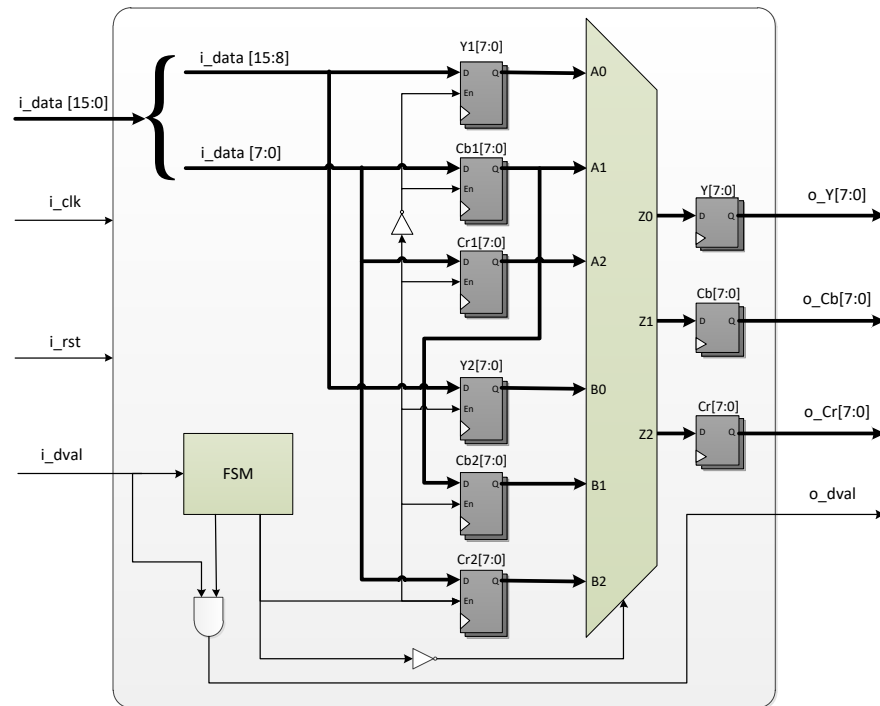 i_data [15:0]
i_clk
i_rst
i_dval
i_data [15:8]
i_data [7:0]
FSM
Y1[7:0]
D
Q
En
Cb1[7:0]
D
Q
En
Cr1[7:0]
D
Q
En
Y2[7:0]
D
Q
En
Cb2[7:0]
D
Q
En
Cr2[7:0]
D
Q
En
A0
A1
A2
B0
B1
B2
Z0
Z1
Z2
Y[7:0]
D
Q
Cb[7:0]
D
Q
Cr[7:0]
D
Q
o_Y[7:0]
o_Cb[7:0]
o_Cr[7:0]
o_dval